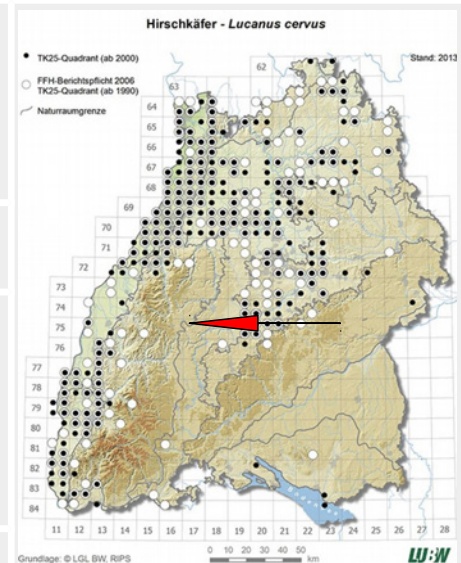 Hirschkäfer - Lucanus cervus
TK25-Quadrant (ab 2000)
Stand: 2013
FFH-Berichtspflicht 2006
TK25-Quadrant (ab 1990)
Naturraumgrenze
62
63
64
65
66
67
68
69
70
71
72
73
74
75
76
77
78
79
80
81
82
83
84
11 12 13 14 15 16 17 18 19 20 21 22 23 24 25 26 27 28
0 10 20 30 40 50
km
Grundlage: © LGL BW, RIPS
LUBW